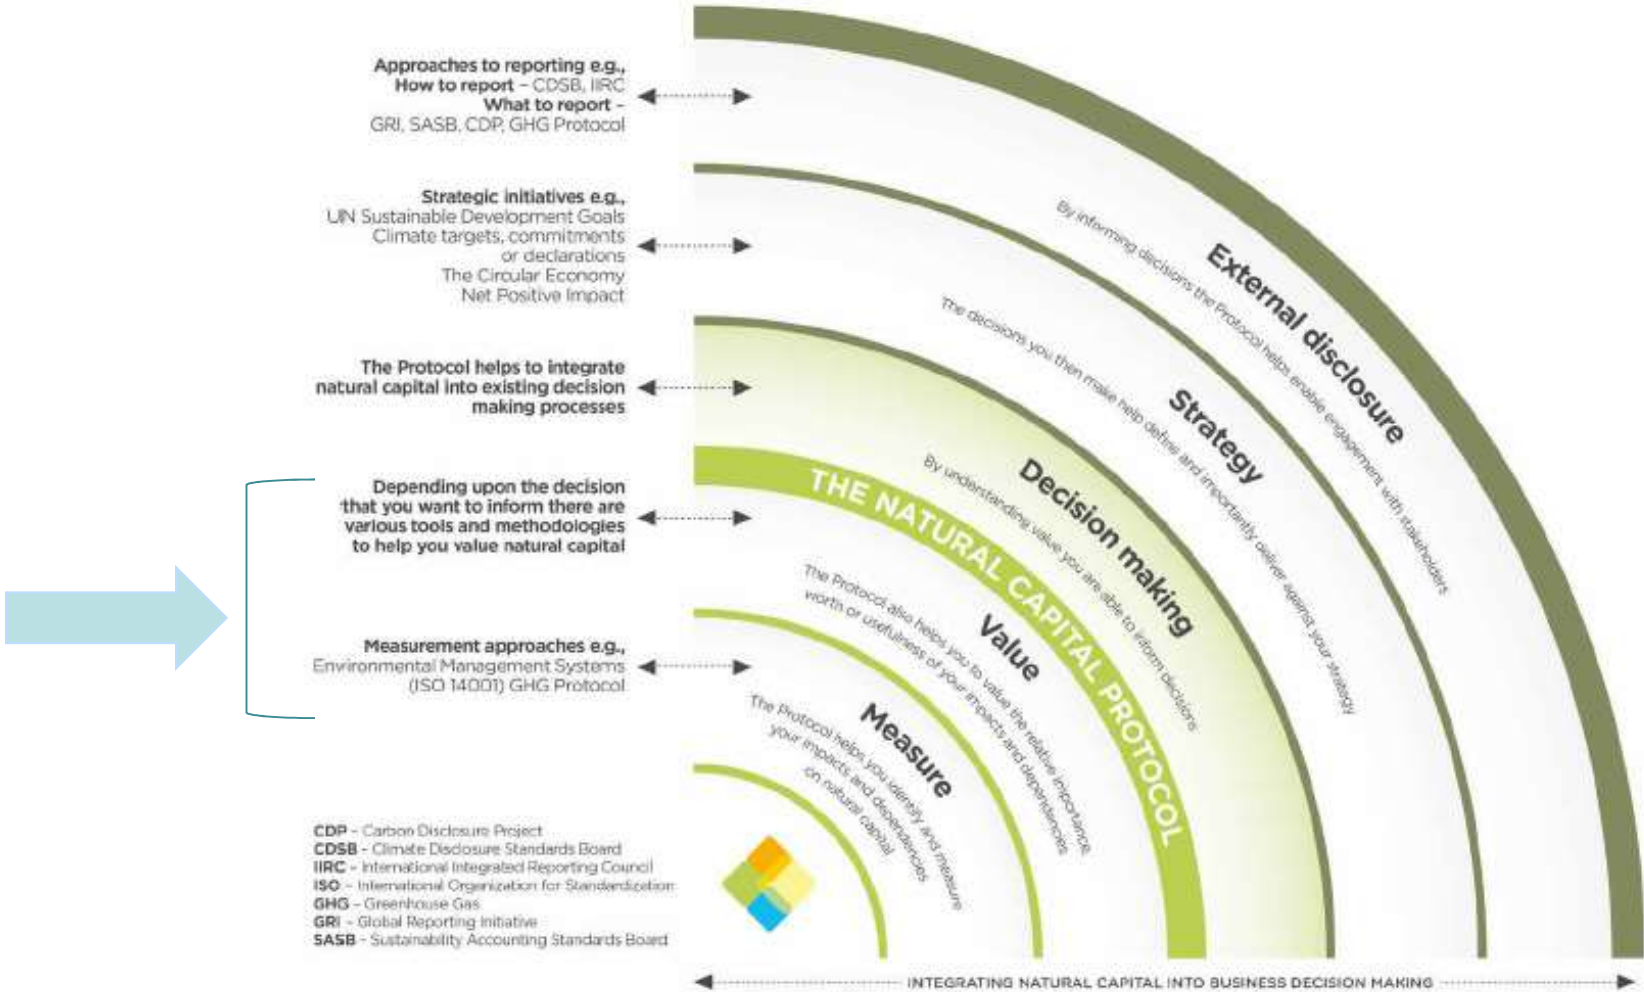 Approaches to reporting e.g.,
How to report – CDSB, IIRC
What to report –
GRI, SASB, CDP, GHG Protocol
Strategic initiatives e.g.,
UN Sustainable Development Goals
Climate targets, commitments
or declarations
The Circular Economy
Net Positive Impact
The Protocol helps to integrate
natural capital into existing decision
making processes
Depending upon the decision
that you want to inform there are
various tools and methodologies
to help you value natural capital
Measurement approaches e.g.,
Environmental Management Systems
(ISO 14001) GHG Protocol
CDP – Carbon Disclosure Project
CDSB – Climate Disclosure Standards Board
IIRC – International Integrated Reporting Council
ISO – International Organization for Standardization
GHG – Greenhouse Gas
GRI – Global Reporting Initiative
SASB – Sustainability Accounting Standards Board
External disclosure
By informing decisions the Protocol helps enable engagement with stakeholders
Strategy
The decisions you then make help define and importantly deliver against your strategy
Decision making
By understanding value you are able to inform decisions
THE NATURAL CAPITAL PROTOCOL
Value
The Protocol also helps you to value the relative importance,
worth or usefulness of your impacts and dependencies
Measure
The Protocol helps you identify and measure
your impacts and dependencies
on natural capital
INTEGRATING NATURAL CAPITAL INTO BUSINESS DECISION MAKING